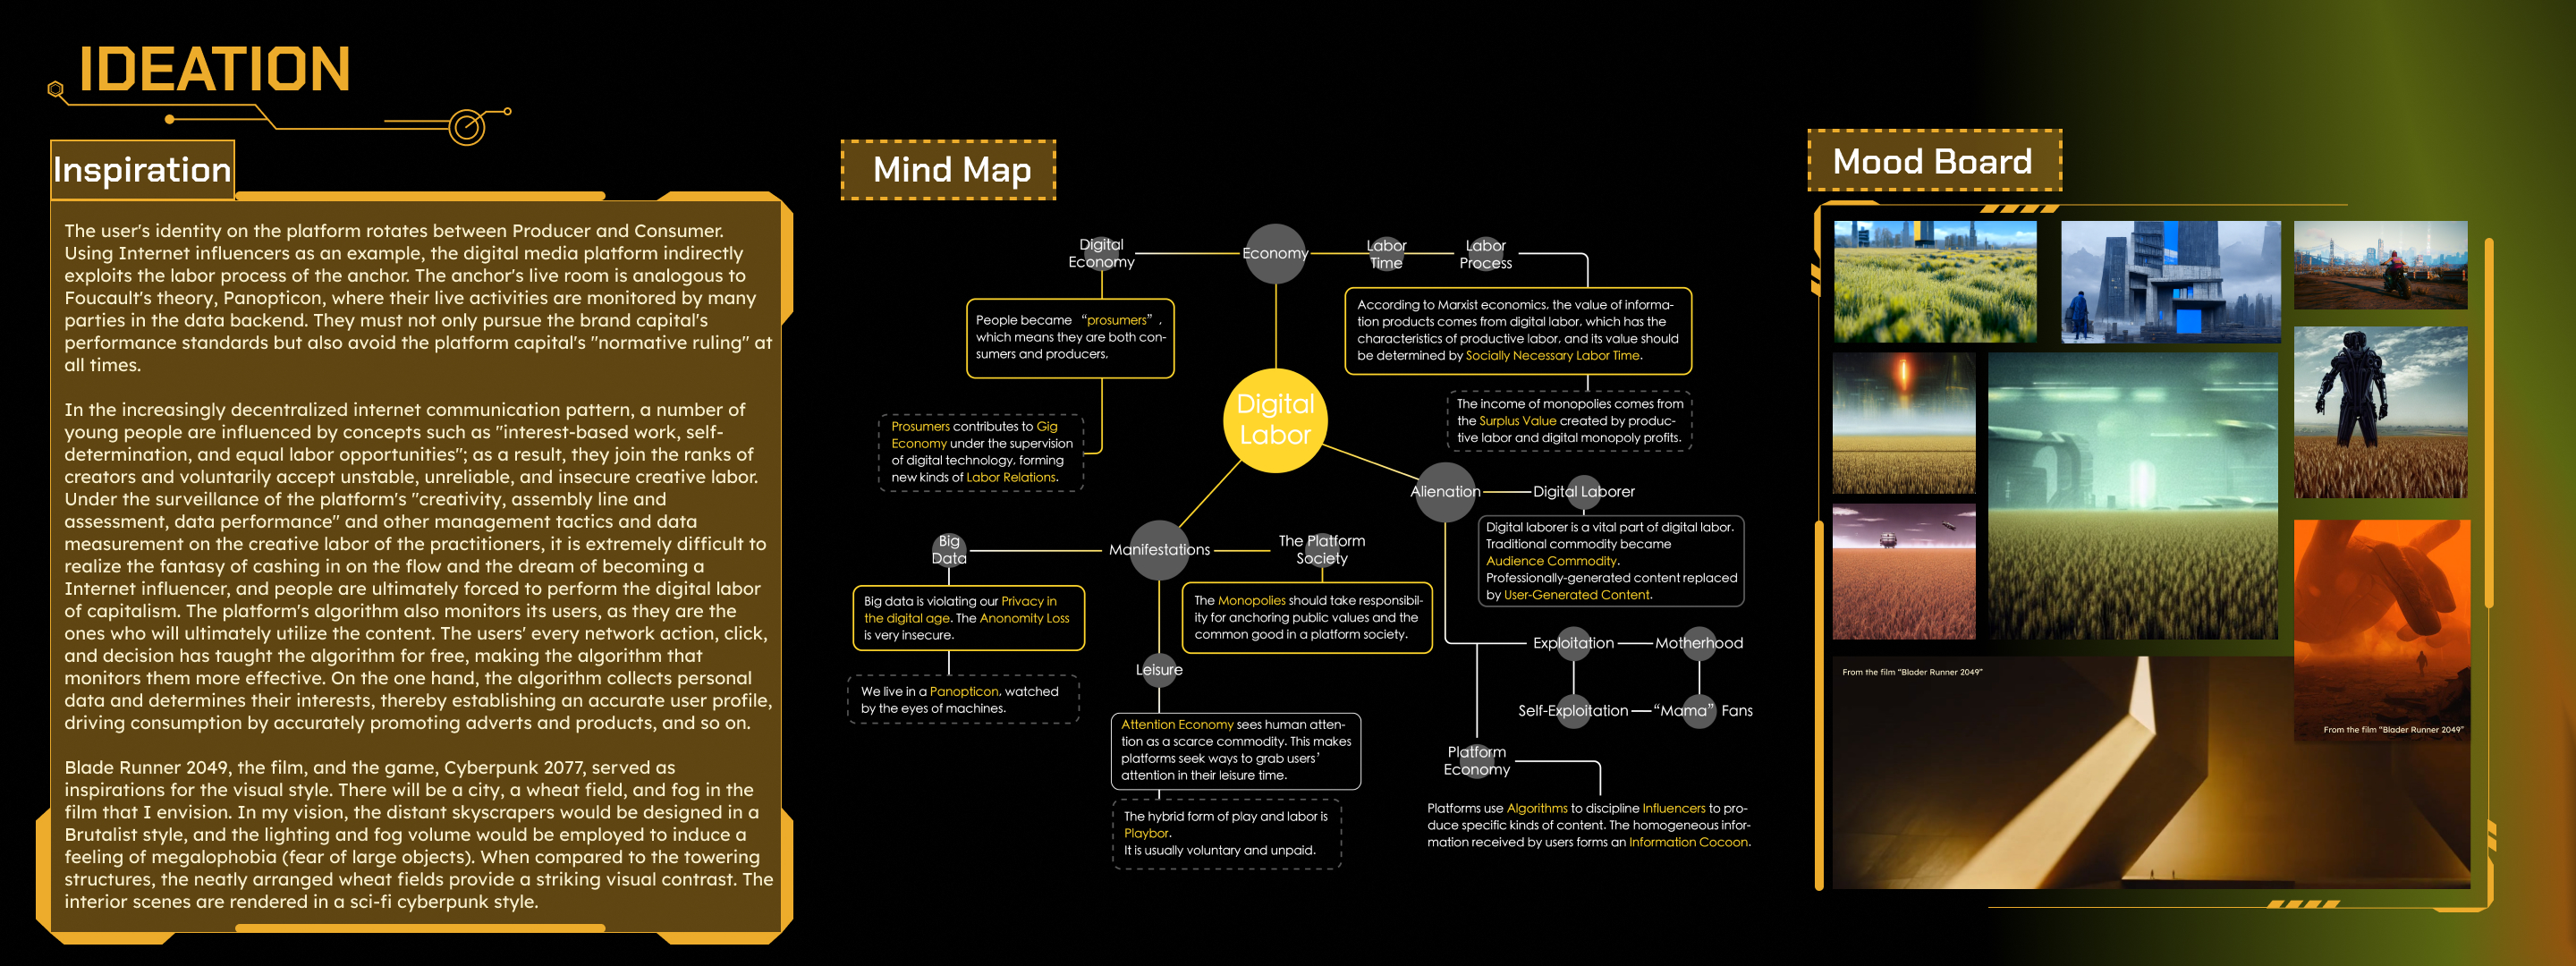 IDEATION
Inspiration
The user's identity on the platform rotates between Producer and Consumer.
Using Internet influencers as an example, the digital media platform indirectly
exploits the labor process of the anchor. The anchor's live room is analogous to
Foucault's theory, Panopticon, where their live activities are monitored by many
parties in the data backend. They must not only pursue the brand capital's
performance standards but also avoid the platform capital's "normative ruling" at
all times.
In the increasingly decentralized internet communication pattern, a number of
young people are influenced by concepts such as "interest-based work, self-
determination, and equal labor opportunities"; as a result, they join the ranks of
creators and voluntarily accept unstable, unreliable, and insecure creative labor.
Under the surveillance of the platform's "creativity, assembly line and
assessment, data performance" and other management tactics and data
measurement on the creative labor of the practitioners, it is extremely difficult to
realize the fantasy of cashing in on the flow and the dream of becoming a
Internet influencer, and people are ultimately forced to perform the digital labor
of capitalism. The platform's algorithm also monitors its users, as they are the
ones who will ultimately utilize the content. The users' every network action, click,
and decision has taught the algorithm for free, making the algorithm that
monitors them more effective. On the one hand, the algorithm collects personal
data and determines their interests, thereby establishing an accurate user profile,
driving consumption by accurately promoting adverts and products, and so on.
Blade Runner 2049, the film, and the game, Cyberpunk 2077, served as
inspirations for the visual style. There will be a city, a wheat field, and fog in the
film that I envision. In my vision, the distant skyscrapers would be designed in a
Brutalist style, and the lighting and fog volume would be employed to induce a
feeling of megalophobia (fear of large objects). When compared to the towering
structures, the neatly arranged wheat fields provide a striking visual contrast. The
interior scenes are rendered in a sci-fi cyberpunk style.
Mind Map
Digital
Economy
Economy
Labor
Time
Labor
Process
People became “prosumers”,
which means they are both con-
sumers and producers.
Prosumers contributes to Gig
Economy under the supervision
of digital technology, forming
new kinds of Labor Relations.
According to Marxist economics, the value of informa-
tion products comes from digital labor, which has the
characteristics of productive labor, and its value should
be determined by Socially Necessary Labor Time.
The income of monopolies comes from
the Surplus Value created by produc-
tive labor and digital monopoly profits.
Digital
Labor
Alienation
Digital Laborer
Digital laborer is a vital part of digital labor.
Traditional commodity became
Audience Commodity.
Professionally-generated content replaced
by User-Generated Content.
Big
Data
Manifestations
The Platform
Society
Big data is violating our Privacy in
the digital age. The Anonomity Loss
is very insecure.
We live in a Panopticon, watched
by the eyes of machines.
The Monopolies should take responsibil-
ity for anchoring public values and the
common good in a platform society.
Leisure
Attention Economy sees human atten-
tion as a scarce commodity. This makes
platforms seek ways to grab users’
attention in their leisure time.
The hybrid form of play and labor is
Playbor.
It is usually voluntary and unpaid.
Exploitation
Motherhood
Self-Exploitation
“Mama” Fans
Platform
Economy
Platforms use Algorithms to discipline Influencers to pro-
duce specific kinds of content. The homogeneous infor-
mation received by users forms an Information Cocoon.
Mood Board
From the film “Blader Runner 2049”
From the film “Blader Runner 2049”